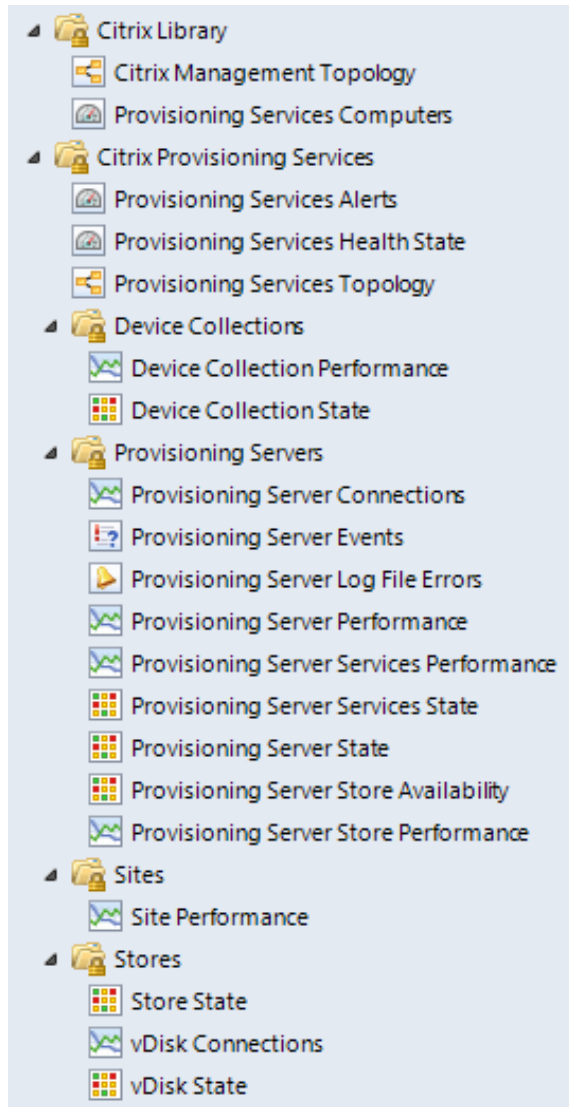 Citrix Library
Citrix Management Topology
Provisioning Services Computers
Citrix Provisioning Services
Provisioning Services Alerts
Provisioning Services Health State
Provisioning Services Topology
Device Collections
Device Collection Performance
Device Collection State
Provisioning Servers
Provisioning Server Connections
Provisioning Server Events
Provisioning Server Log File Errors
Provisioning Server Performance
Provisioning Server Services Performance
Provisioning Server Services State
Provisioning Server State
Provisioning Server Store Availability
Provisioning Server Store Performance
Sites
Site Performance
Stores
Store State
vDisk Connections
vDisk State